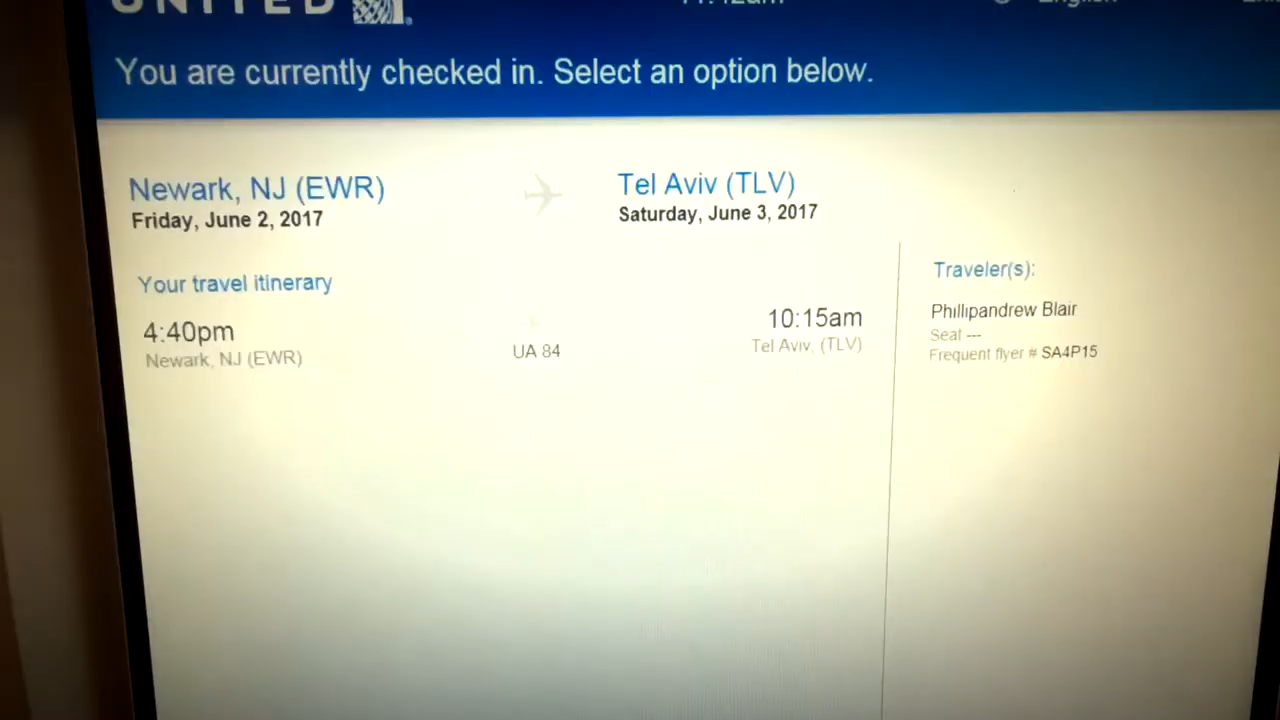 UNITED
You are currently checked in. Select an option below.
Newark, NJ (EWR)
Friday, June 2, 2017
Tel Aviv (TLV)
Saturday, June 3, 2017
Your travel itinerary
4:40pm
Newark, NJ (EWR)
UA 84
10:15am
Tel Aviv, (TLV)
Traveler(s):
Phillipandrew Blair
Seat ---
Frequent flyer # SA4P15
English